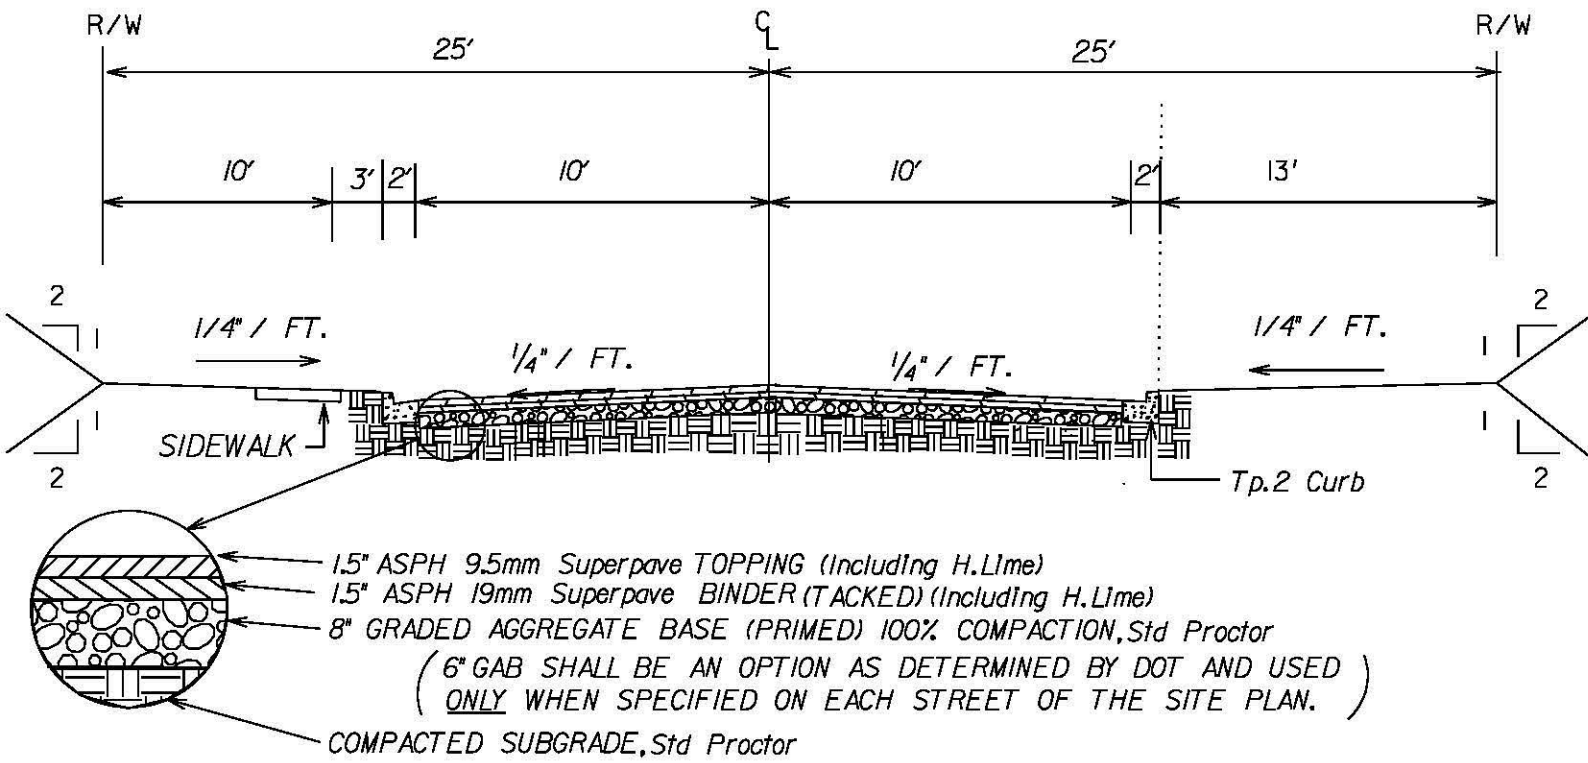 R/W
CL
R/W
25'
25'
10'
3'
2'
10'
10'
2'
13'
2
1
1/4" / FT.
1/4" / FT.
1/4" / FT.
1/4" / FT.
2
1
1
2
SIDEWALK
1
2
Tp.2 Curb
1.5" ASPH 9.5mm Superpave TOPPING (Including H.Lime)
1.5" ASPH 19mm Superpave BINDER (TACKED) (Including H.Lime)
8" GRADED AGGREGATE BASE (PRIMED) 100% COMPACTION, Std Proctor
(6" GAB SHALL BE AN OPTION AS DETERMINED BY DOT AND USED
ONLY WHEN SPECIFIED ON EACH STREET OF THE SITE PLAN.)
COMPACTED SUBGRADE, Std Proctor